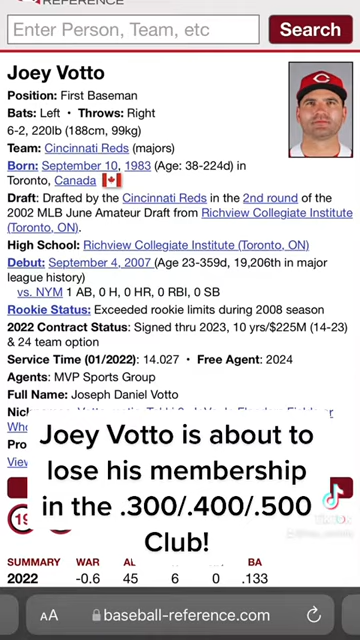 REFERENCE
Enter Person, Team, etc
Search
Joey Votto
Position: First Baseman
Bats: Left • Throws: Right
6-2, 220lb (188cm, 99kg)
Team: Cincinnati Reds (majors)
Born: September 10, 1983 (Age: 38-224d) in
Toronto, Canada
Draft: Drafted by the Cincinnati Reds in the 2nd round of the
2002 MLB June Amateur Draft from Richview Collegiate Institute
(Toronto, ON).
High School: Richview Collegiate Institute (Toronto, ON)
Debut: September 4, 2007 (Age 23-359d, 19,206th in major
league history)
vs. NYM 1 AB, 0 H, 0 HR, 0 RBI, 0 SB
Rookie Status: Exceeded rookie limits during 2008 season
2022 Contract Status: Signed thru 2023, 10 yrs/$225M (14-23)
& 24 team option
Service Time (01/2022): 14.027 • Free Agent: 2024
Agents: MVP Sports Group
Full Name: Joseph Daniel Votto
Joey Votto is about to
lose his membership
in the .300/.400/.500
Club!
SUMMARY WAR BA
2022 -0.6 45 6 0 .133
AA baseball-reference.com